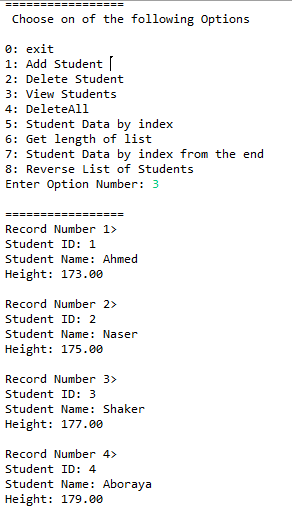 =================
Choose on of the following Options
0: exit
1: Add Student
2: Delete Student
3: View Students
4: DeleteAll
5: Student Data by index
6: Get length of list
7: Student Data by index from the end
8: Reverse List of Students
Enter Option Number: 3
=================
Record Number 1>
Student ID: 1
Student Name: Ahmed
Height: 173.00
Record Number 2>
Student ID: 2
Student Name: Naser
Height: 175.00
Record Number 3>
Student ID: 3
Student Name: Shaker
Height: 177.00
Record Number 4>
Student ID: 4
Student Name: Aboraya
Height: 179.00